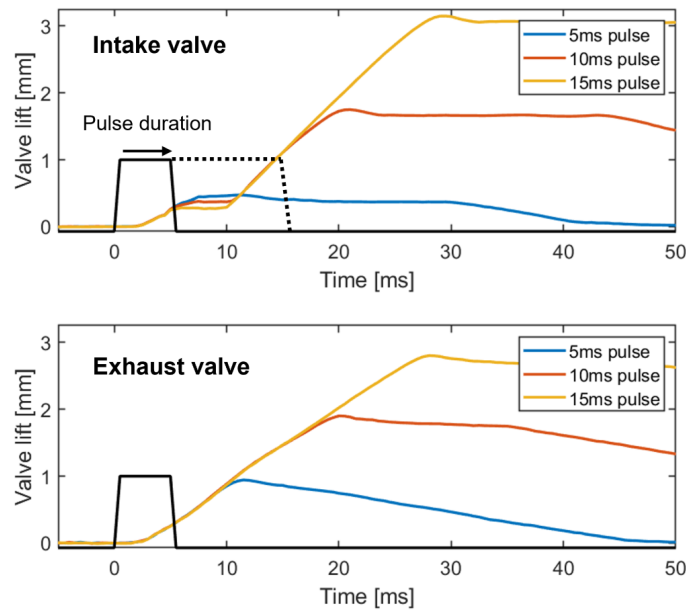 Intake valve
5ms pulse
10ms pulse
15ms pulse
Pulse duration
Valve lift [mm]
3
2
1
0
0
10
20
30
40
50
Time [ms]
Exhaust valve
5ms pulse
10ms pulse
15ms pulse
Valve lift [mm]
3
2
1
0
0
10
20
30
40
50
Time [ms]